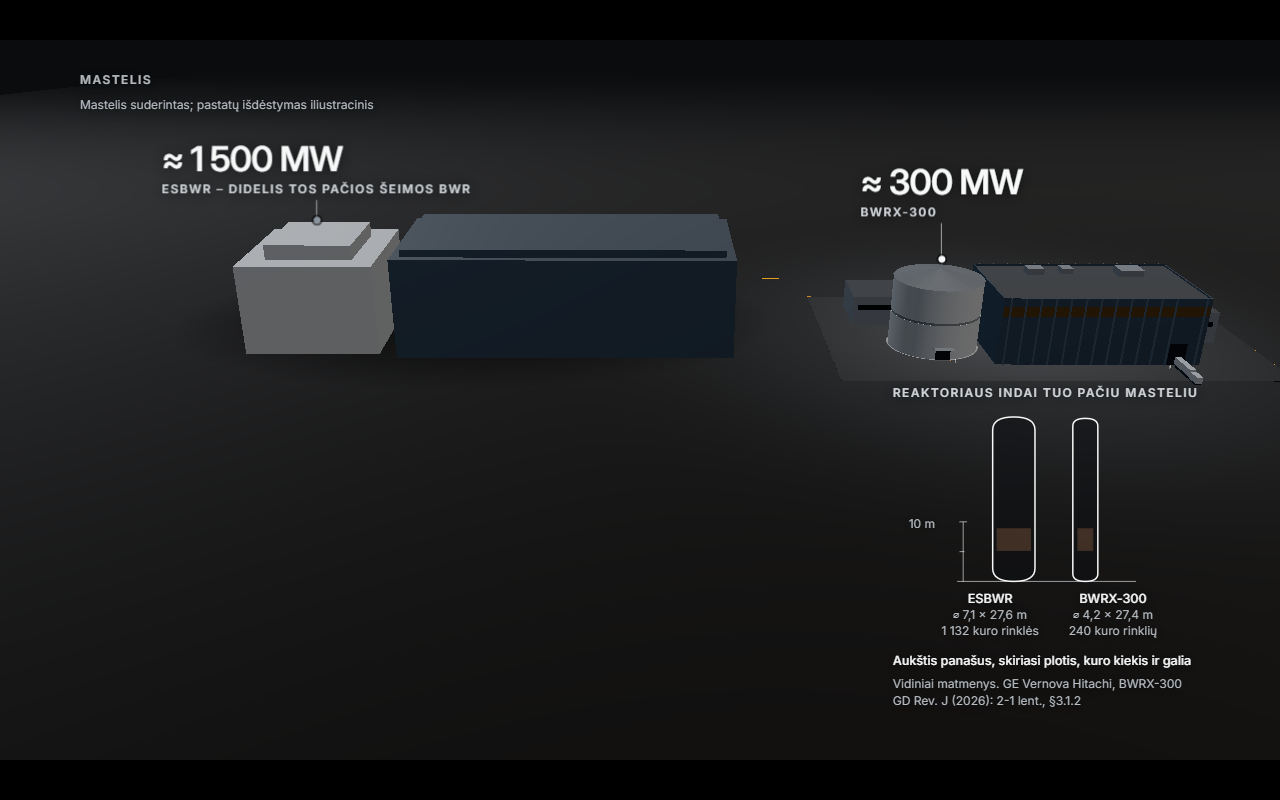 MASTELIS
Mastelis suderintas; pastatų išdėstymas iliustracinis
≈ 1 500 MW
ESBWR – DIDELIS TOS PAČIOS ŠEIMOS BWR
≈ 300 MW
BWRX-300
REAKTORIAUS INDAI TUO PAČIU MASTELIU
10 m
ESBWR
⌀ 7,1 × 27,6 m
1 132 kuro rinklės
BWRX-300
⌀ 4,2 × 27,4 m
240 kuro rinklių
Aukštis panašus, skiriasi plotis, kuro kiekis ir galia
Vidiniai matmenys. GE Vernova Hitachi, BWRX-300
GD Rev. J (2026): 2-1 lent., §3.1.2